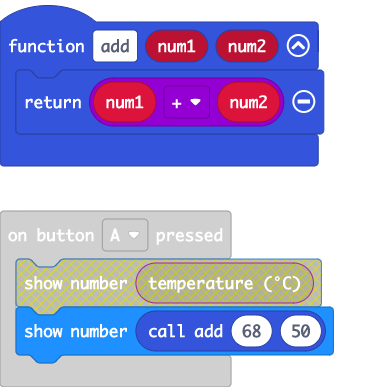 function add num1 num2
return num1 + num2
on button A pressed
show number temperature (°C)
show number call add 68 50